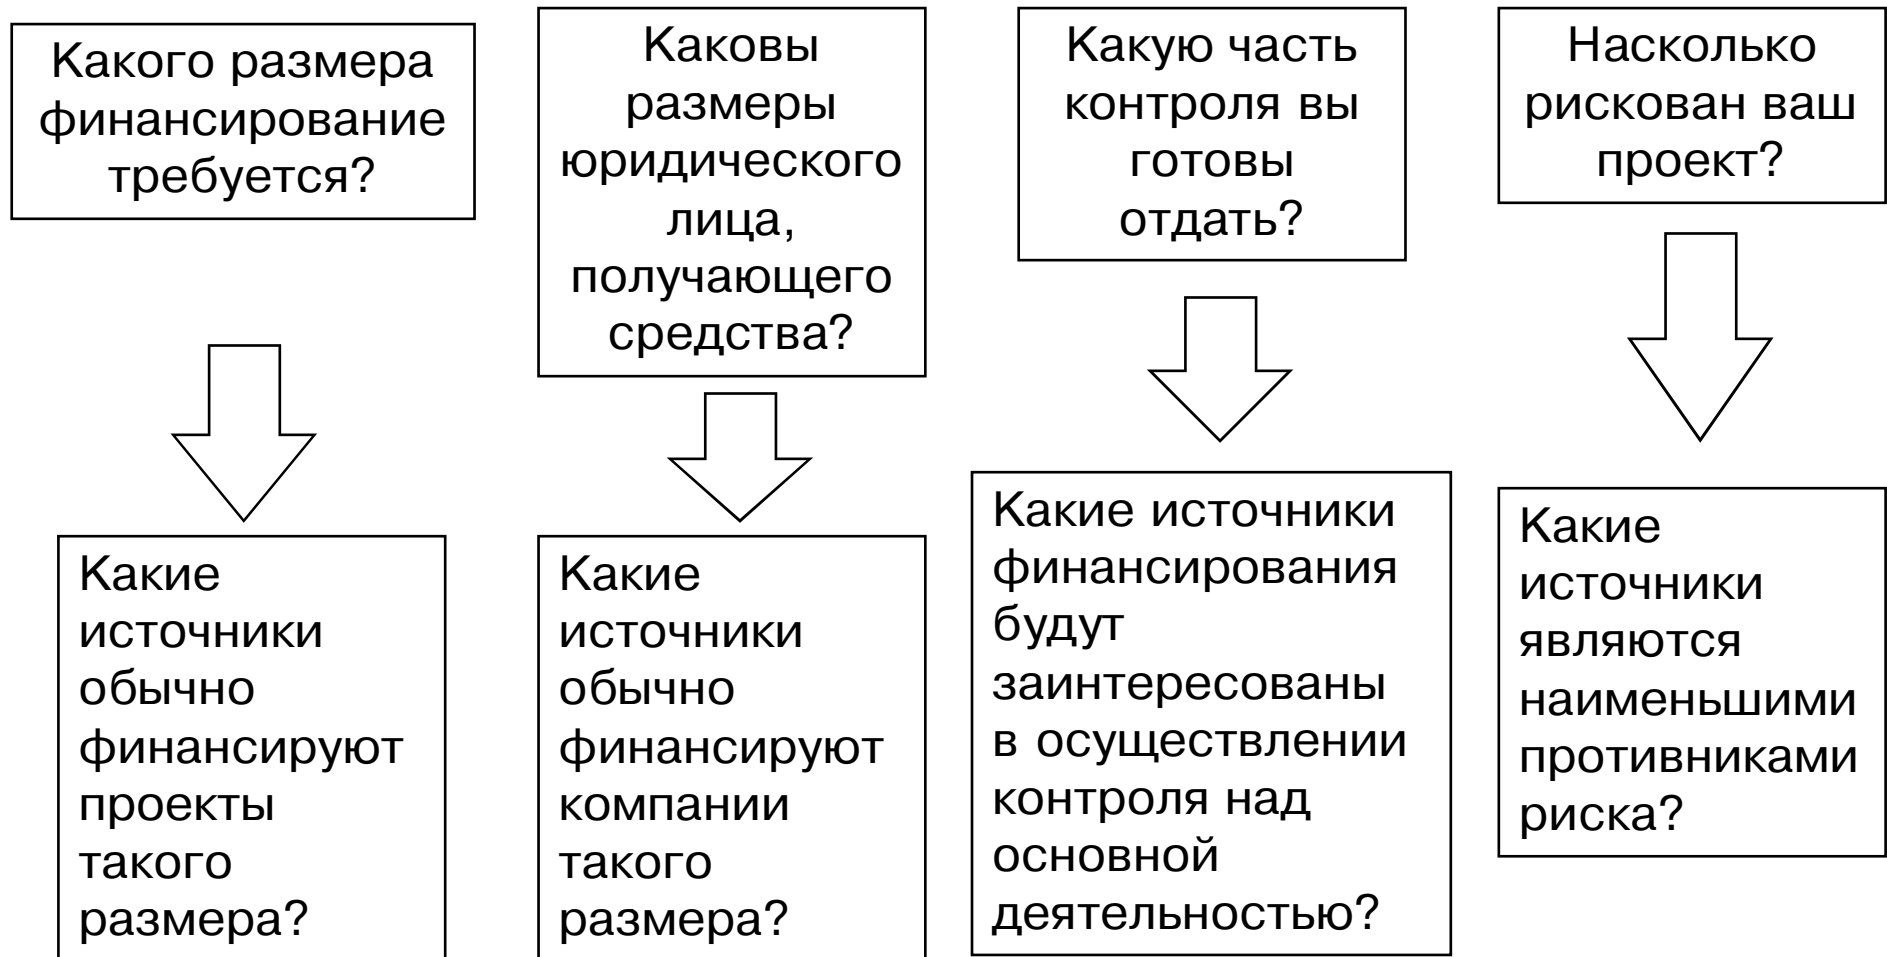 Какого размера
финансирование
требуется?
Каковы
размеры
юридического
лица,
получающего
средства?
Какую часть
контроля вы
готовы
отдать?
Насколько
рискован ваш
проект?
Какие
источники
обычно
финансируют
проекты
такого
размера?
Какие
источники
обычно
финансируют
компании
такого
размера?
Какие источники
финансирования
будут
заинтересованы
в осуществлении
контроля над
основной
деятельностью?
Какие
источники
являются
наименьшими
противниками
риска?